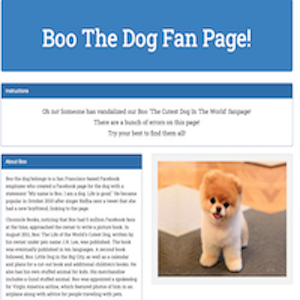 Boo The Dog Fan Page!
Instructions
Oh no! Someone has vandalized our Boo 'The Cutest Dog In The World' fanpage!
There are a bunch of errors on this page!
Try your best to find them all!
About Boo
Boo the dog belongs to a San Francisco-based Facebook
employee who created a Facebook page for the dog with a
statement "My name is Boo. I am a dog. Life is good." He became
popular in October 2010 after singer Ke$ha sent a tweet that she
had a new boyfriend, linking to the page.
Chronicle Books, noticing that Boo had 5 million Facebook fans
at the time, approached the owner to write a picture book. In
August 2011, Boo: The Life of the World's Cutest Dog, written by
his owner under pen name J.H. Lee, was published. The book
was eventually published in ten languages. A second book
followed, Boo: Little Dog in the Big City, as well as a calendar
and plans for a cut-out book and additional children's books. He
also has his own stuffed animal for kids. His merchandise
includes a Gund stuffed animal. Boo was appointed a spokesdog
for Virgin America airlines, which featured photos of him in an
airplane along with advice for people traveling with pets.